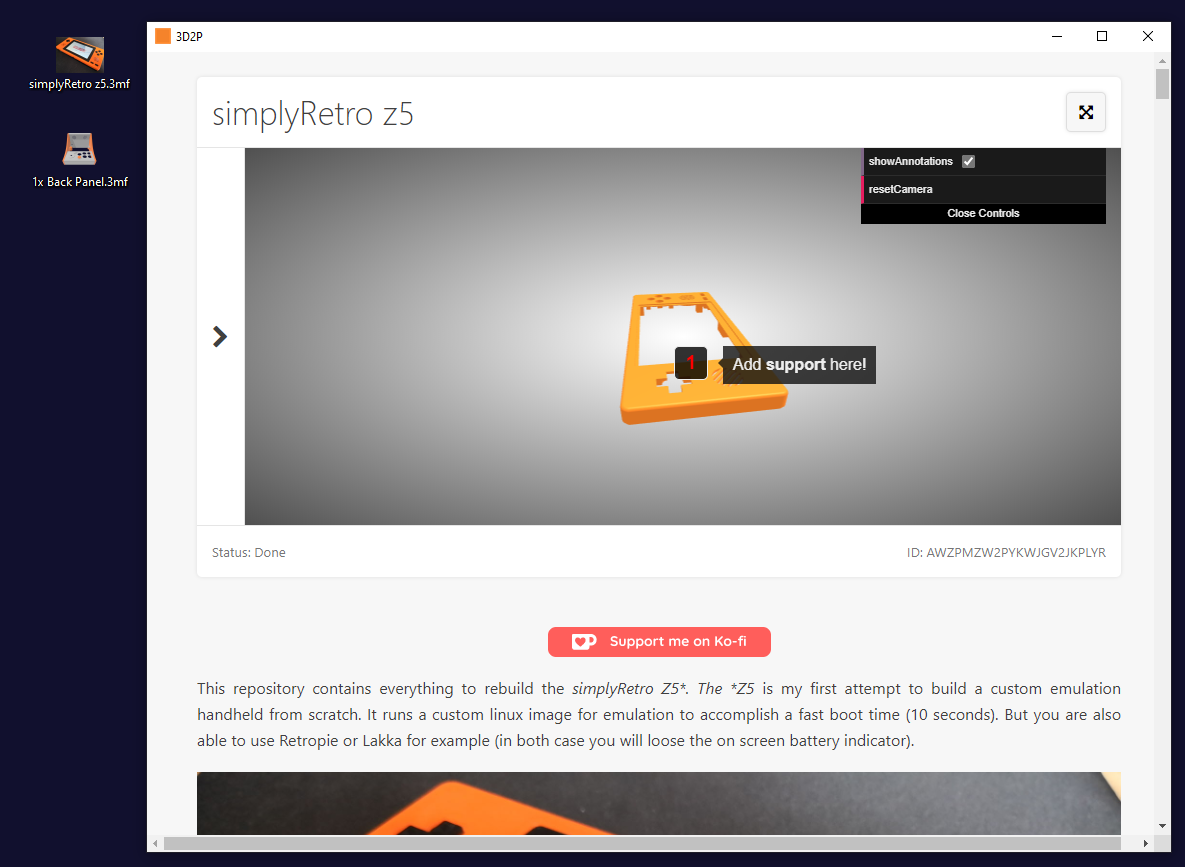 simplyRetro z5.3mf
1x Back Panel.3mf
3D2P
simplyRetro z5
showAnnotations
resetCamera
Close Controls
1
Add support here!
Status: Done
ID: AWZPMZW2PYKWJGV2JKPLYR
Support me on Ko-fi
This repository contains everything to rebuild the simplyRetro Z5*. The *Z5 is my first attempt to build a custom emulation
handheld from scratch. It runs a custom linux image for emulation to accomplish a fast boot time (10 seconds). But you are also
able to use Retropie or Lakka for example (in both case you will loose the on screen battery indicator).